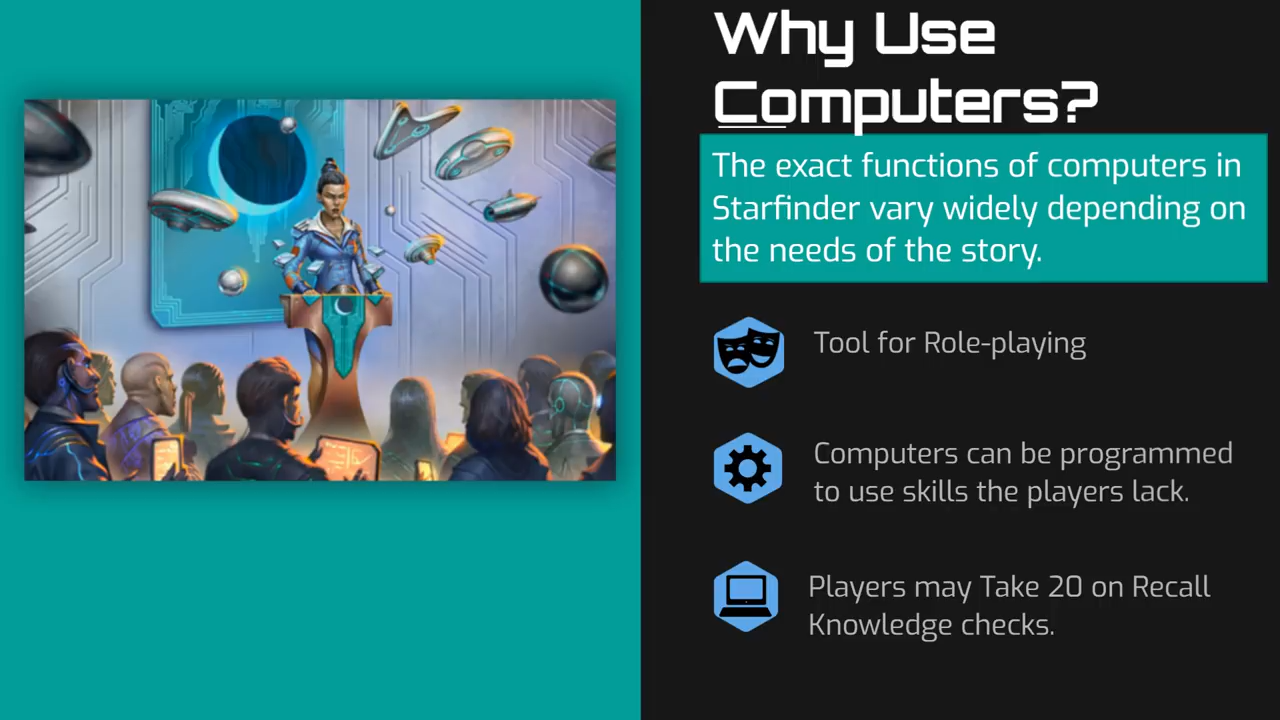 Why Use
Computers?
The exact functions of computers in
Starfinder vary widely depending on
the needs of the story.
Tool for Role-playing
Computers can be programmed
to use skills the players lack.
Players may Take 20 on Recall
Knowledge checks.